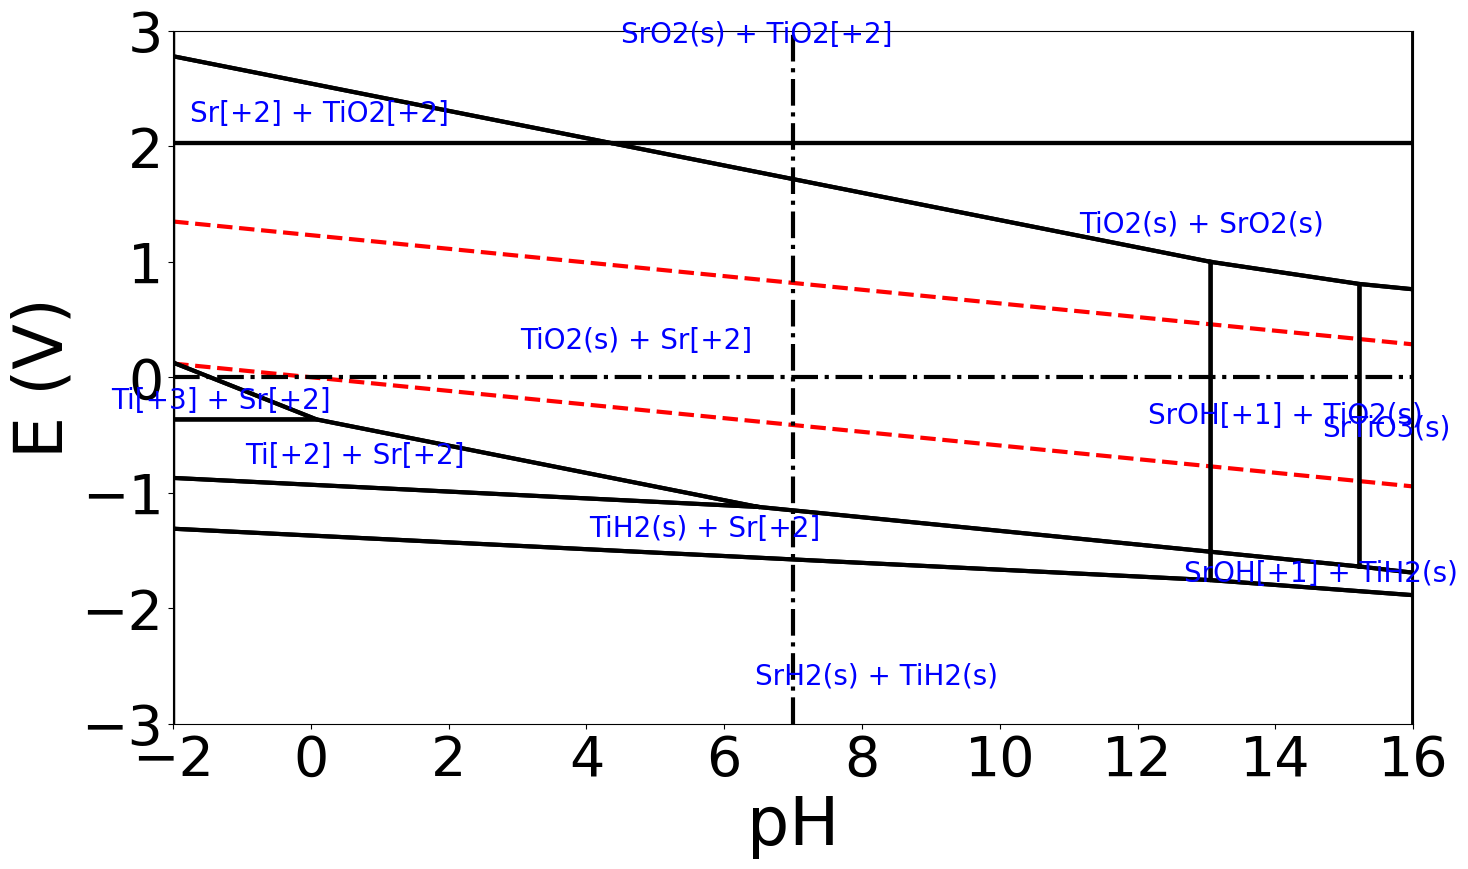 SrO2(s) + TiO2[+2]
3
Sr[+2] + TiO2[+2]
2
TiO2(s) + SrO2(s)
1
TiO2(s) + Sr[+2]
0
Ti[+3] + Sr[+2]
SrOH[+1] + TiO2(s)
SrTiO3(s)
Ti[+2] + Sr[+2]
−1
TiH2(s) + Sr[+2]
SrOH[+1] + TiH2(s)
−2
SrH2(s) + TiH2(s)
−3
E (V)
−2 0 2 4 6 8 10 12 14 16
pH